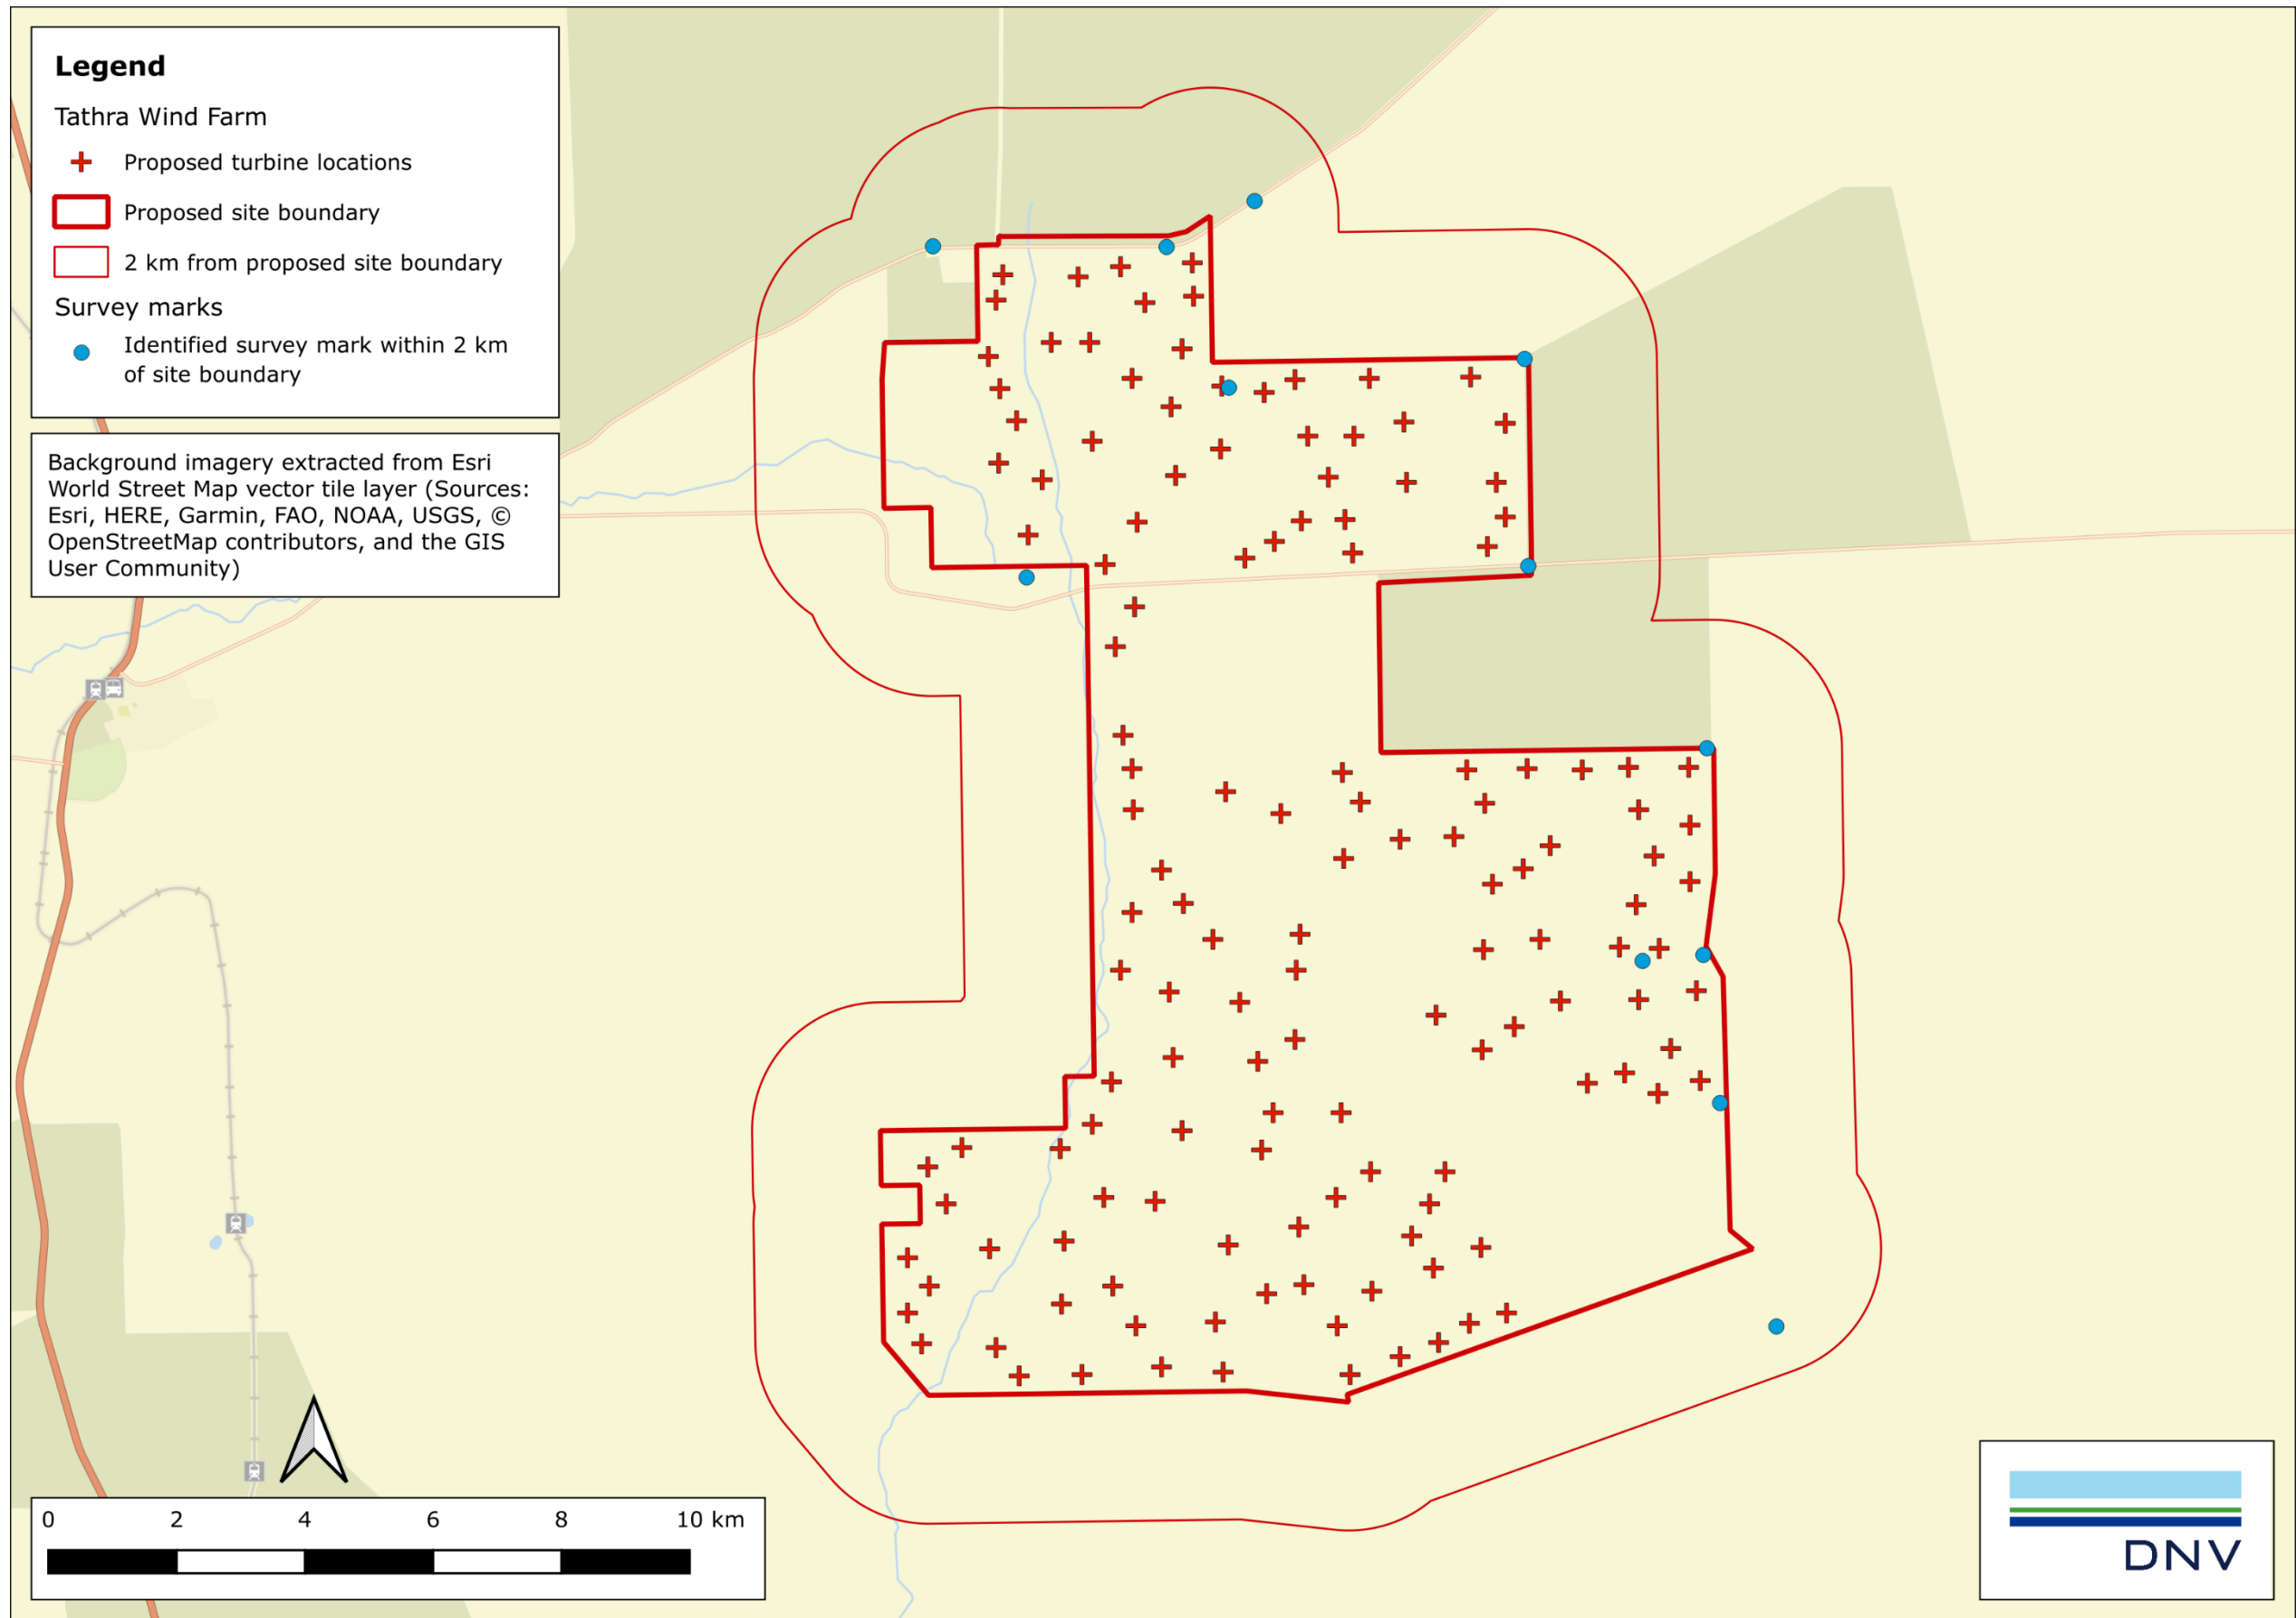 Legend
Tathra Wind Farm
Proposed turbine locations
Proposed site boundary
2 km from proposed site boundary
Survey marks
Identified survey mark within 2 km
of site boundary
Background imagery extracted from Esri
World Street Map vector tile layer (Sources:
Esri, HERE, Garmin, FAO, NOAA, USGS, ©
OpenStreetMap contributors, and the GIS
User Community)
0 2 4 6 8 10 km
DNV